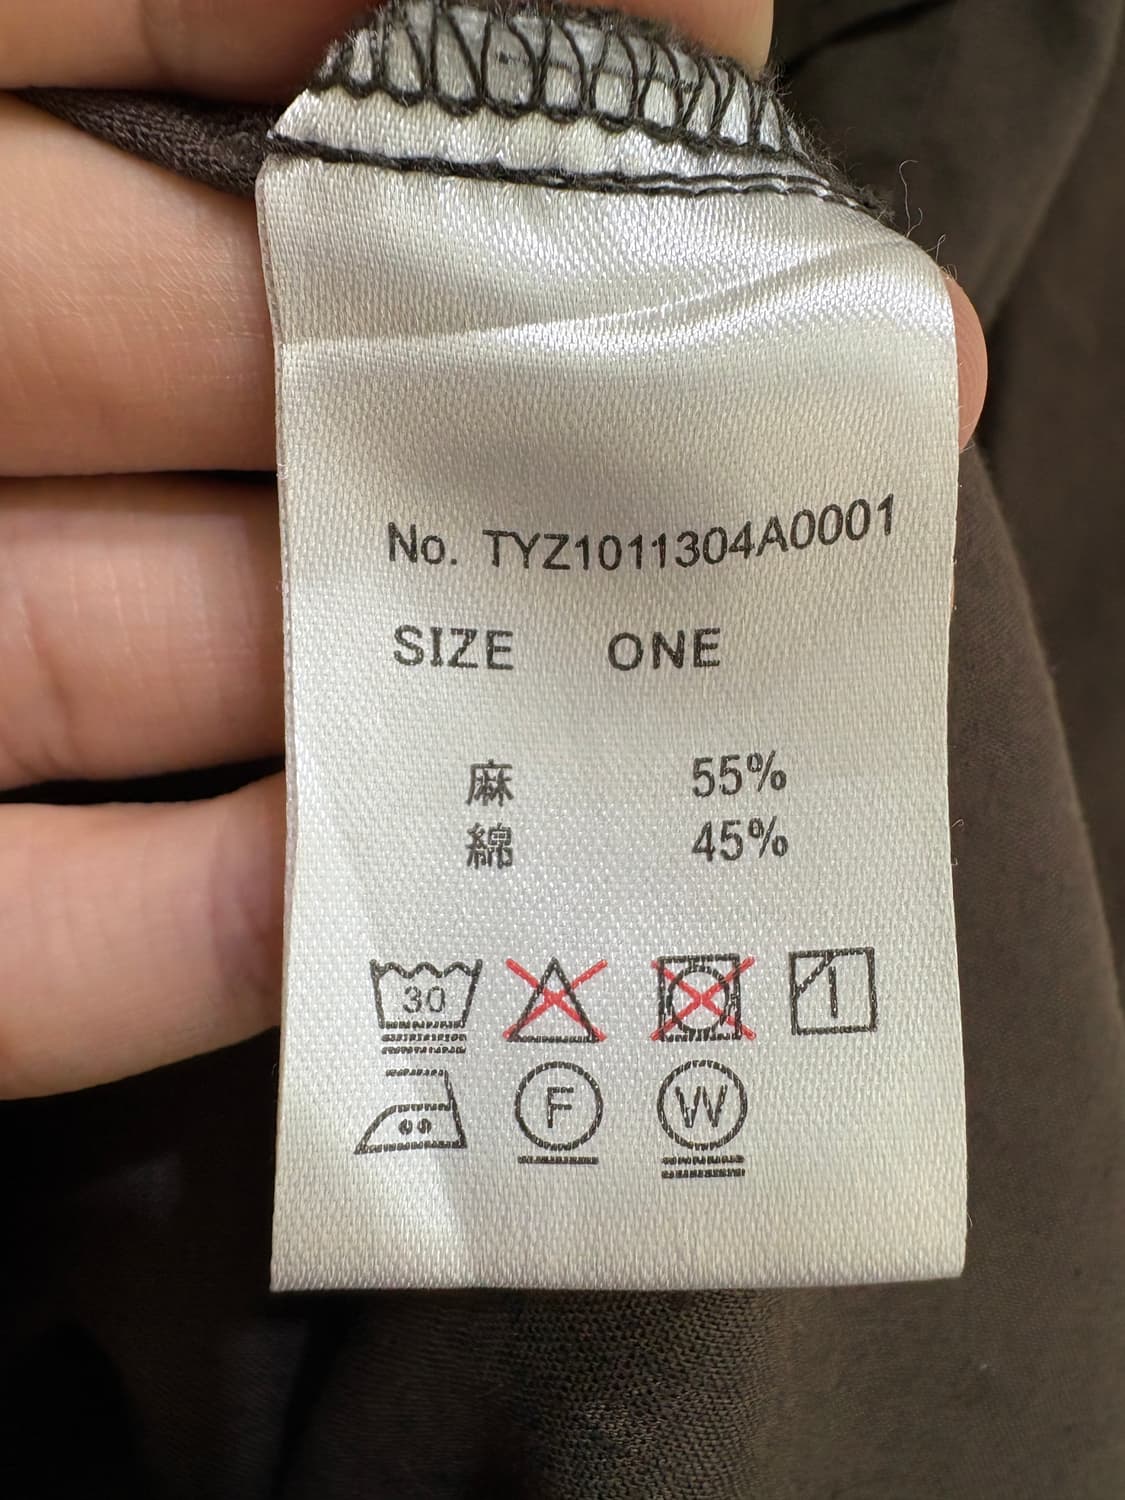 No. TYZ1011304A0001
SIZE ONE
麻 55%
綿 45%
30
F W